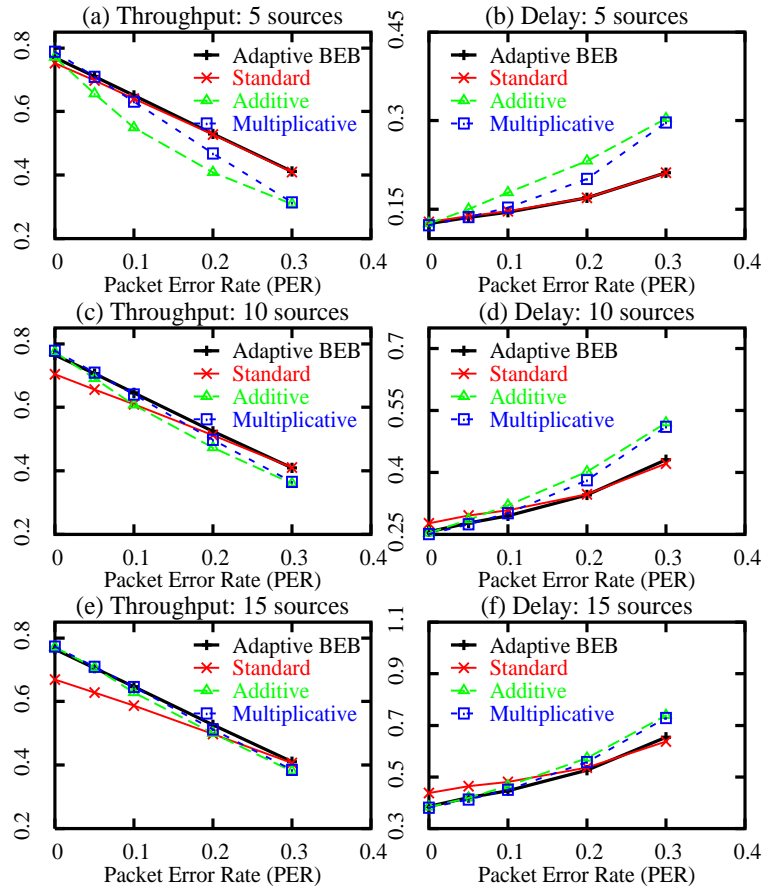 (a) Throughput: 5 sources
0.8
0.6
0.4
0.2
Adaptive BEB
Standard
Additive
Multiplicative
0 0.1 0.2 0.3 0.4
Packet Error Rate (PER)
(b) Delay: 5 sources
0.45
0.3
0.15
Adaptive BEB
Standard
Additive
Multiplicative
0 0.1 0.2 0.3 0.4
Packet Error Rate (PER)
(c) Throughput: 10 sources
0.8
0.6
0.4
0.2
Adaptive BEB
Standard
Additive
Multiplicative
0 0.1 0.2 0.3 0.4
Packet Error Rate (PER)
(d) Delay: 10 sources
0.7
0.55
0.4
0.25
Adaptive BEB
Standard
Additive
Multiplicative
0 0.1 0.2 0.3 0.4
Packet Error Rate (PER)
(e) Throughput: 15 sources
0.8
0.6
0.4
0.2
Adaptive BEB
Standard
Additive
Multiplicative
0 0.1 0.2 0.3 0.4
Packet Error Rate (PER)
(f) Delay: 15 sources
1.1
0.9
0.7
0.5
0.3
Adaptive BEB
Standard
Additive
Multiplicative
0 0.1 0.2 0.3 0.4
Packet Error Rate (PER)